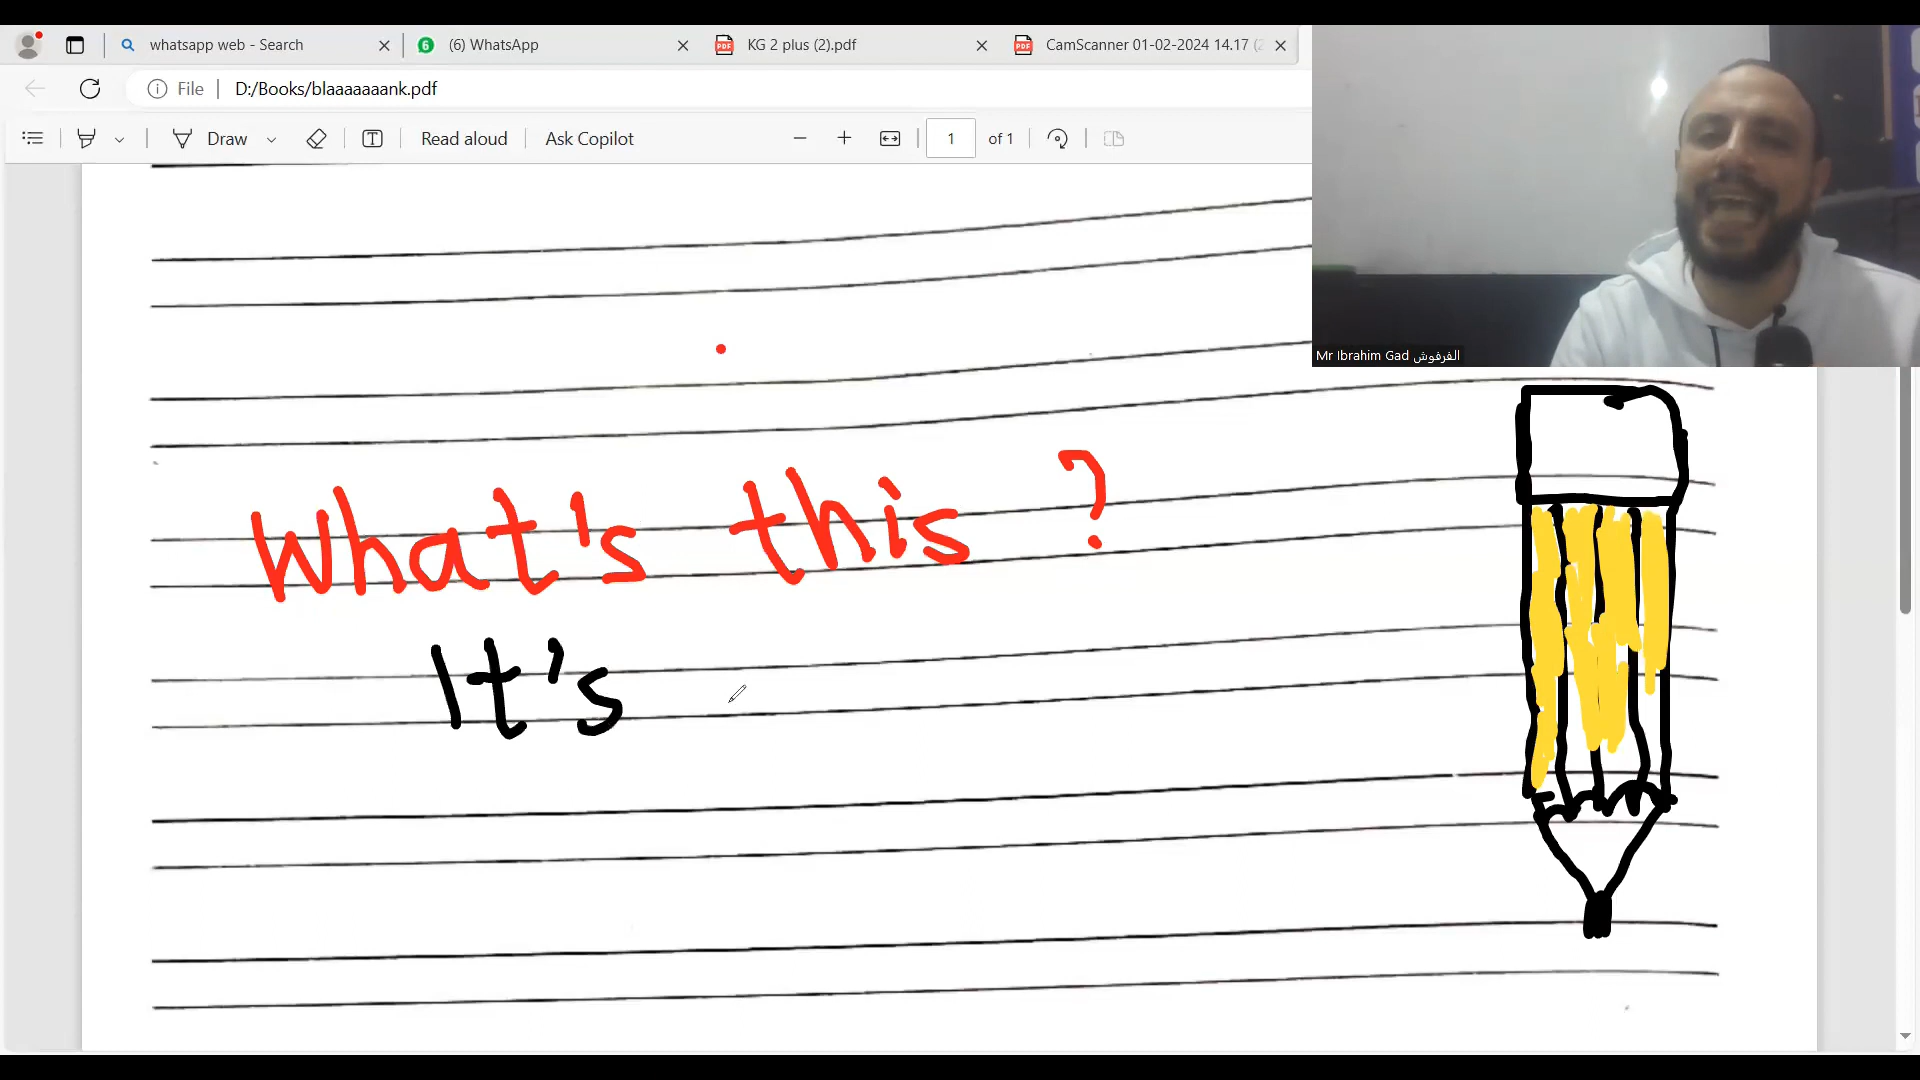 whatsapp web - Search
(6) WhatsApp
KG 2 plus (2).pdf
CamScanner 01-02-2024 14.17 (
File
D:/Books/blaaaaaaank.pdf
Draw
Read aloud
Ask Copilot
1
of 1
Mr Ibrahim Gad الفرفوش
What's this ?
It's